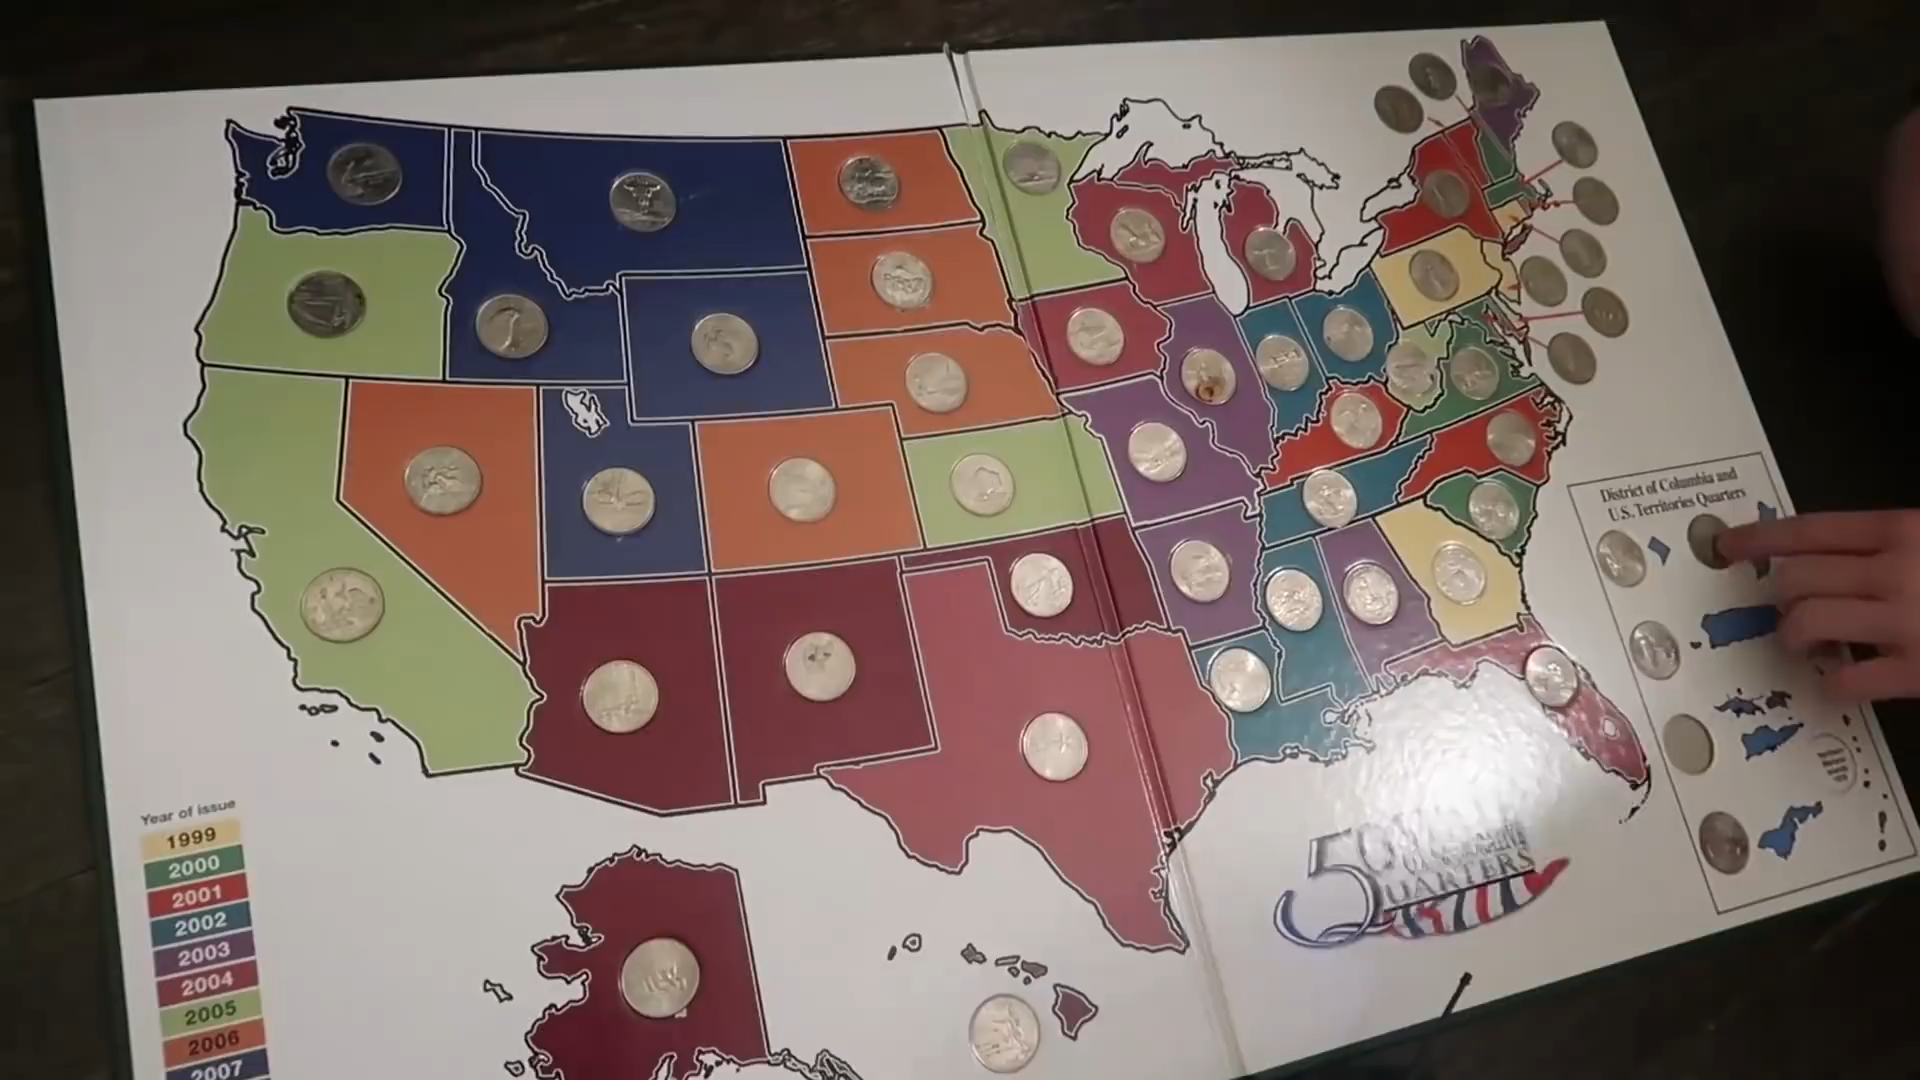 District of Columbia and
U.S. Territories Quarters
Year of issue
1999
2000
2001
2002
2003
2004
2005
2006
2007
50
QUARTERS